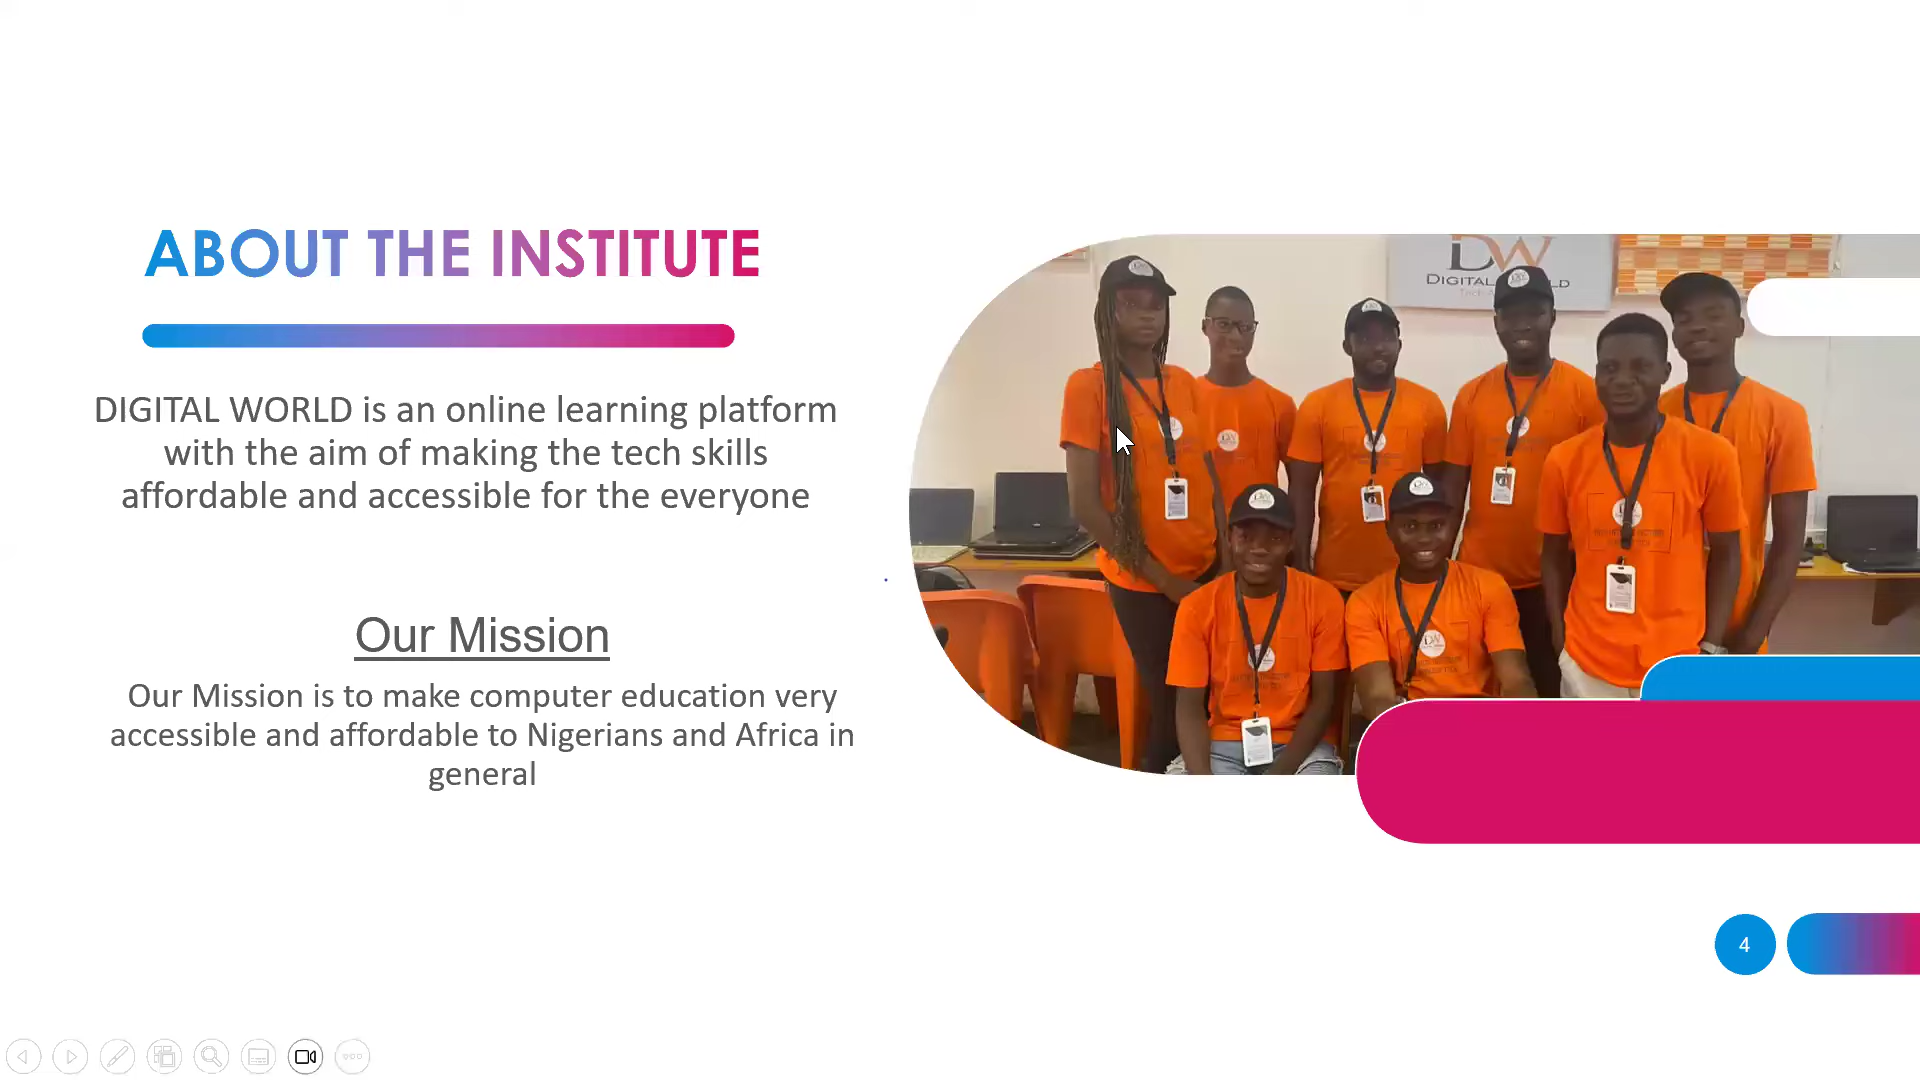 ABOUT THE INSTITUTE
DIGITAL WORLD is an online learning platform
with the aim of making the tech skills
affordable and accessible for the everyone
Our Mission
Our Mission is to make computer education very
accessible and affordable to Nigerians and Africa in
general
DW
4